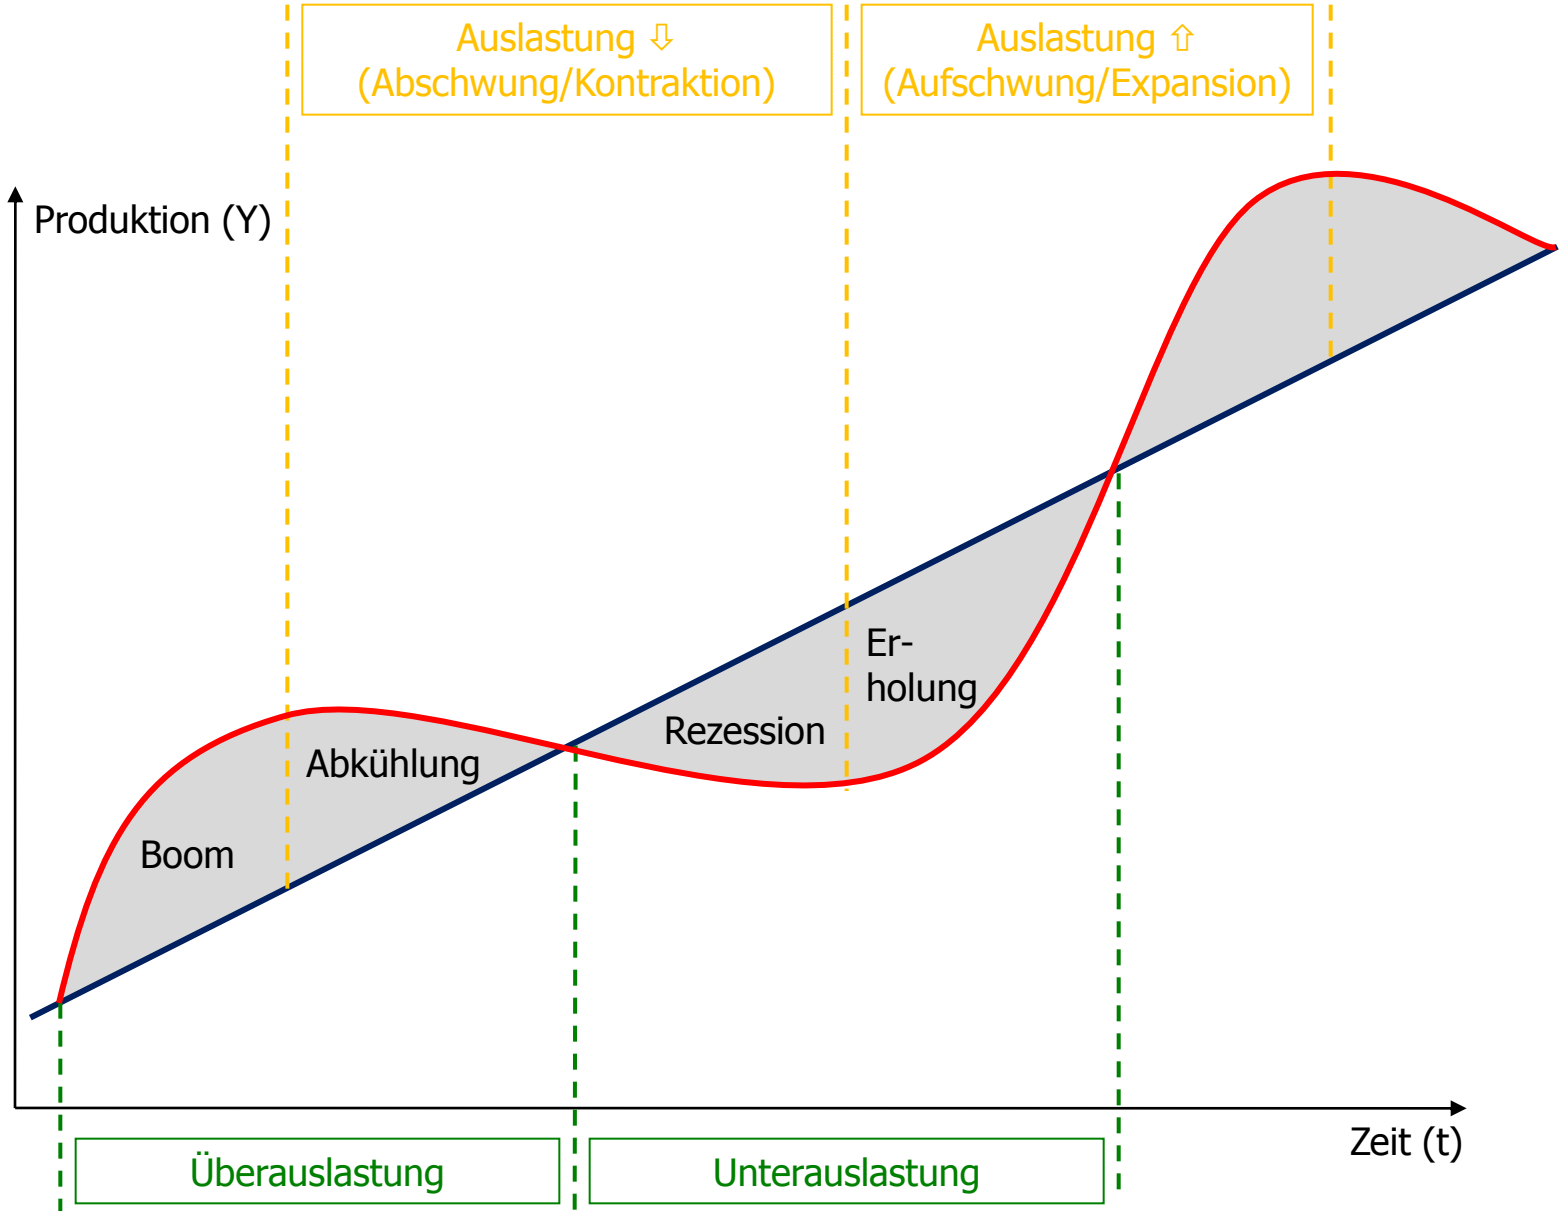 Auslastung ⇩
(Abschwung/Kontraktion)
Auslastung ⇧
(Aufschwung/Expansion)
Produktion (Y)
Er-
holung
Rezession
Abkühlung
Boom
Zeit (t)
Überauslastung
Unterauslastung